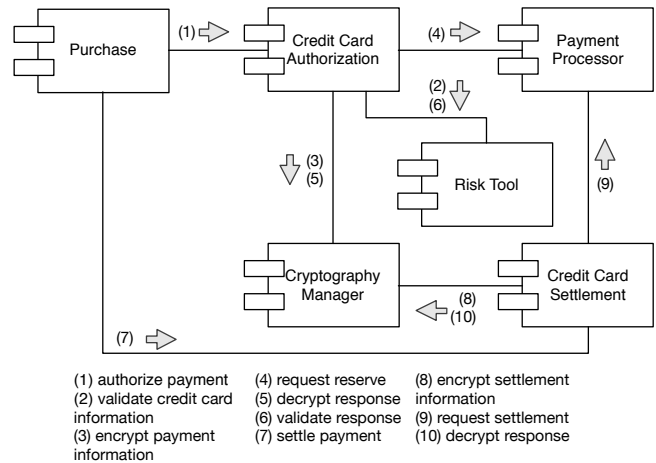 Purchase
(1)
Credit Card
Authorization
(4)
Payment
Processor
(2)
(6)
(3)
(5)
Risk Tool
(9)
Cryptography
Manager
(8)
(10)
Credit Card
Settlement
(7)
(1) authorize payment
(2) validate credit card
information
(3) encrypt payment
information
(4) request reserve
(5) decrypt response
(6) validate response
(7) settle payment
(8) encrypt settlement
information
(9) request settlement
(10) decrypt response